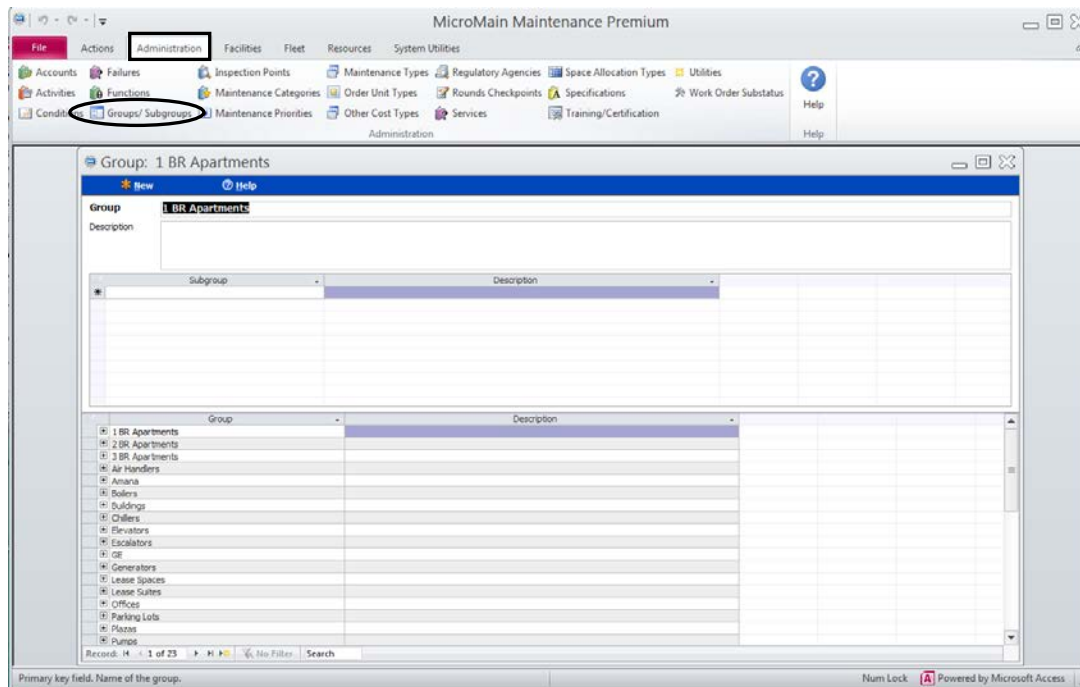 MicroMain Maintenance Premium
File Actions Administration Facilities Fleet Resources System Utilities
Accounts Failures Inspection Points Maintenance Types Regulatory Agencies Space Allocation Types Utilities
Activities Functions Maintenance Categories Order Unit Types Rounds Checkpoints Specifications Work Order Substatus
Conditions Groups/ Subgroups Maintenance Priorities Other Cost Types Services Training/Certification Help
Administration Help
Group: 1 BR Apartments
New Help
Group 1 BR Apartments
Description
Subgroup Description
Group Description
1 BR Apartments
2 BR Apartments
3 BR Apartments
Air Handlers
Amana
Boilers
Buildings
Chillers
Elevators
Escalators
GE
Generators
Lease Spaces
Lease Suites
Offices
Parking Lots
Plazas
Pumps
Record: 1 of 23 No Filter Search
Primary key field. Name of the group. Num Lock Powered by Microsoft Access